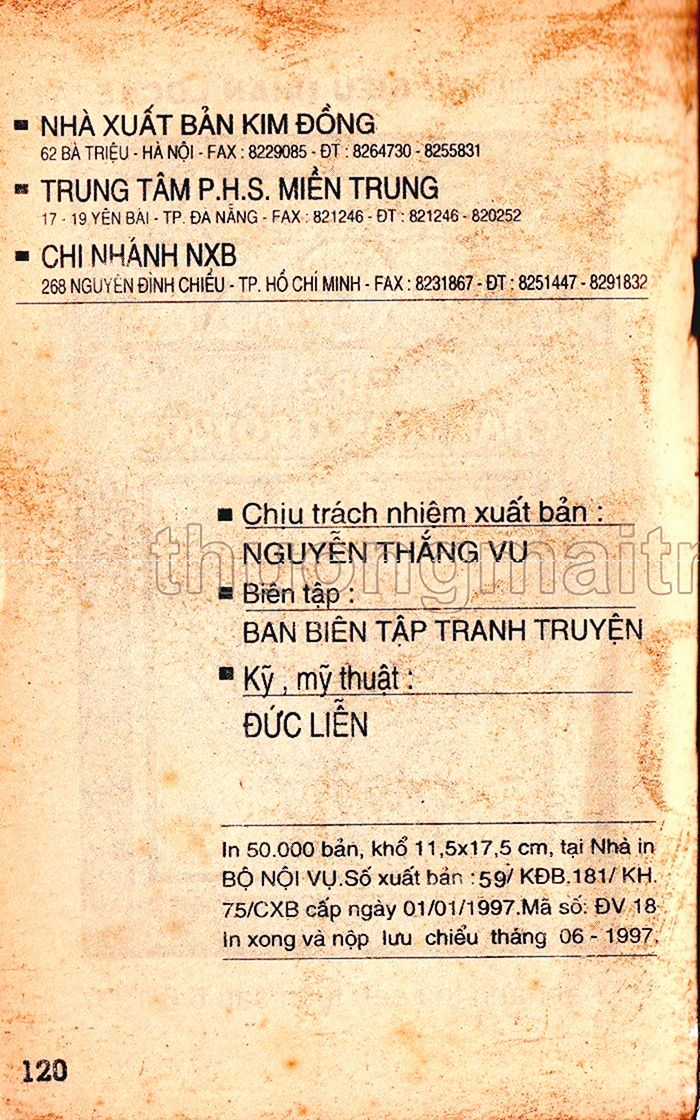 NHÀ XUẤT BẢN KIM ĐỒNG
62 BÀ TRIỆU - HÀ NỘI - FAX : 8229085 - ĐT : 8264730 - 8255831
TRUNG TÂM P.H.S. MIỀN TRUNG
17 - 19 YÊN BÁI - TP. ĐA NẴNG - FAX : 821246 - ĐT : 821246 - 820252
CHI NHÁNH NXB
268 NGUYỄN ĐÌNH CHIỂU - TP. HỒ CHÍ MINH - FAX : 8231867 - ĐT : 8251447 - 8291832
Chịu trách nhiệm xuất bản :
thuongmaitr
NGUYỄN THẮNG VU
Biên tập :
BAN BIÊN TẬP TRANH TRUYỆN
Kỹ , mỹ thuật :
ĐỨC LIỄN
In 50.000 bản, khổ 11,5x17,5 cm, tại Nhà in
BỘ NỘI VỤ.Số xuất bản :59/ KĐB.181/ KH.
75/CXB cấp ngày 01/01/1997.Mã số: ĐV 18
In xong và nộp lưu chiểu tháng 06 - 1997.
120